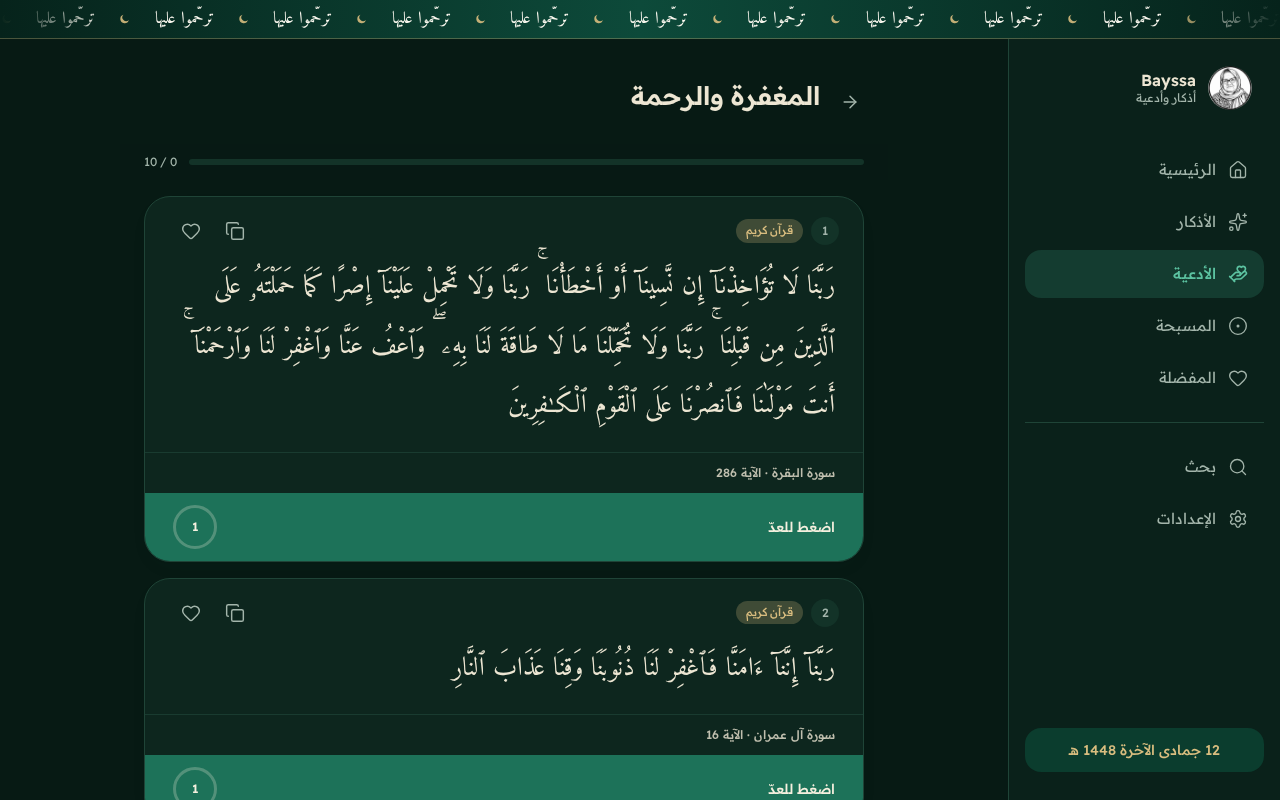 ترحّموا عليها ترحّموا عليها ترحّموا عليها ترحّموا عليها ترحّموا عليها ترحّموا عليها ترحّموا عليها ترحّموا عليها ترحّموا عليها ترحّموا عليها ترحّموا عليها
Bayssa
أذكار وأدعية
الرئيسية
الأذكار
الأدعية
المسبحة
المفضلة
بحث
الإعدادات
12 جمادى الآخرة 1448 هـ
المغفرة والرحمة
0 / 10
1 قرآن كريم
رَبَّنَا لَا تُؤَاخِذْنَآ إِن نَّسِينَآ أَوْ أَخْطَأْنَا ۚ رَبَّنَا وَلَا تَحْمِلْ عَلَيْنَآ إِصْرًا كَمَا حَمَلْتَهُۥ عَلَى
ٱلَّذِينَ مِن قَبْلِنَا ۚ رَبَّنَا وَلَا تُحَمِّلْنَا مَا لَا طَاقَةَ لَنَا بِهِۦ ۖ وَٱعْفُ عَنَّا وَٱغْفِرْ لَنَا وَٱرْحَمْنَآ ۚ
أَنتَ مَوْلَىٰنَا فَٱنصُرْنَا عَلَى ٱلْقَوْمِ ٱلْكَـٰفِرِينَ
سورة البقرة · الآية 286
اضغط للعدّ
1
2 قرآن كريم
رَبَّنَآ إِنَّنَآ ءَامَنَّا فَٱغْفِرْ لَنَا ذُنُوبَنَا وَقِنَا عَذَابَ ٱلنَّارِ
سورة آل عمران · الآية 16
اضغط للعدّ
1